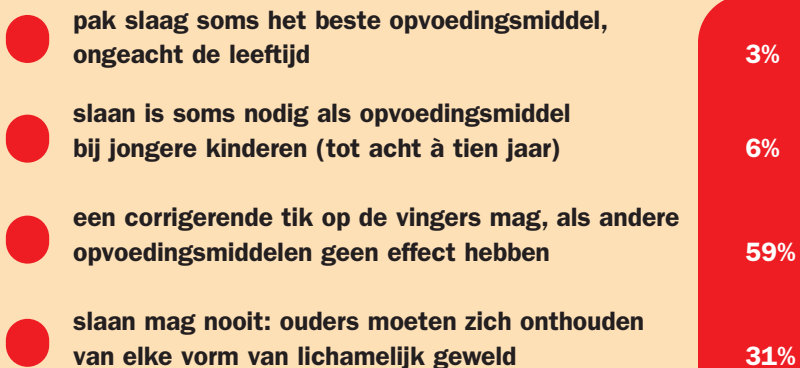 pak slaag soms het beste opvoedingsmiddel,
ongeacht de leeftijd
3%
slaan is soms nodig als opvoedingsmiddel
bij jongere kinderen (tot acht à tien jaar)
6%
een corrigerende tik op de vingers mag, als andere
opvoedingsmiddelen geen effect hebben
59%
slaan mag nooit: ouders moeten zich onthouden
van elke vorm van lichamelijk geweld
31%